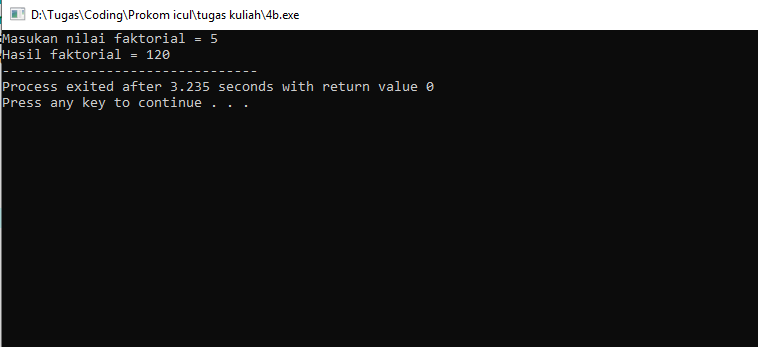 D:\Tugas\Coding\Prokom icul\tugas kuliah\4b.exe
Masukan nilai faktorial = 5
Hasil faktorial = 120
--------------------------------
Process exited after 3.235 seconds with return value 0
Press any key to continue . . .